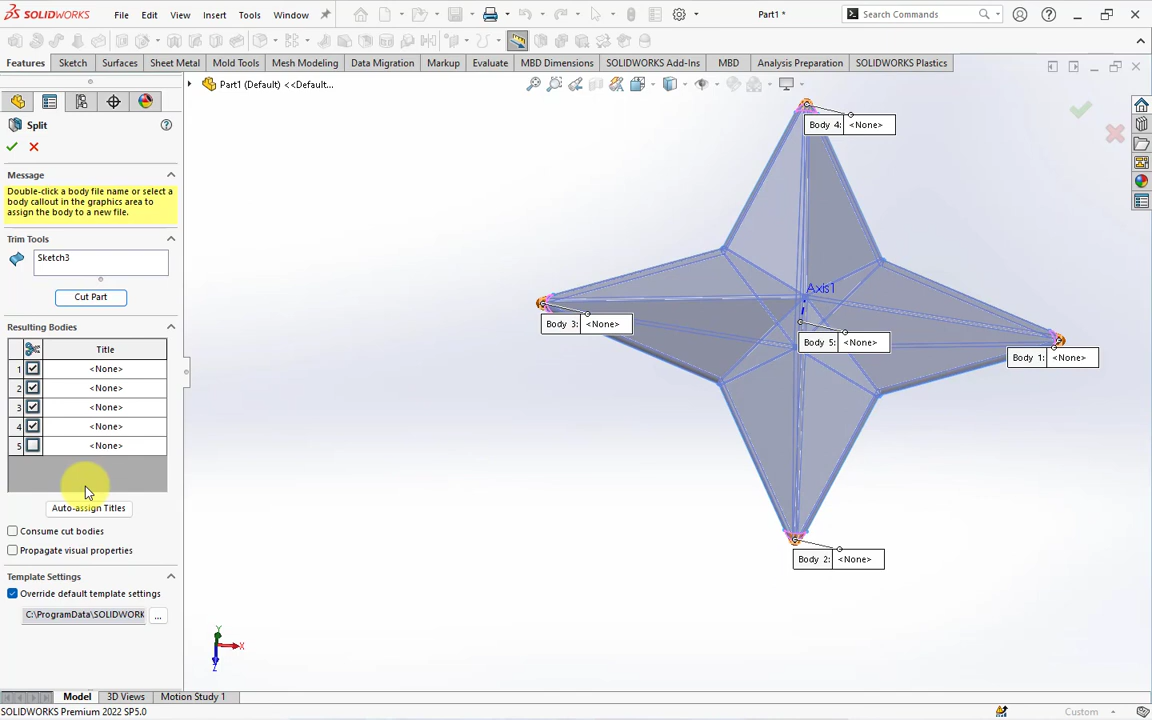 SOLIDWORKS File Edit View Insert Tools Window Part1 * Search Commands
Features Sketch Surfaces Sheet Metal Mold Tools Mesh Modeling Data Migration Markup Evaluate MBD Dimensions SOLIDWORKS Add-Ins MBD Analysis Preparation SOLIDWORKS Plastics
Part1 (Default) <<Default...
Split
Message
Double-click a body file name or select a
body callout in the graphics area to
assign the body to a new file.
Trim Tools
Sketch3
Cut Part
Resulting Bodies
Title
1 <None>
2 <None>
3 <None>
4 <None>
5 <None>
Auto-assign Titles
Consume cut bodies
Propagate visual properties
Template Settings
Override default template settings
C:\ProgramData\SOLIDWORK ...
Body 4: <None>
Axis1
Body 3: <None>
Body 5: <None>
Body 1: <None>
Body 2: <None>
Y
X
Z
Model 3D Views Motion Study 1
SOLIDWORKS Premium 2022 SP5.0 Custom